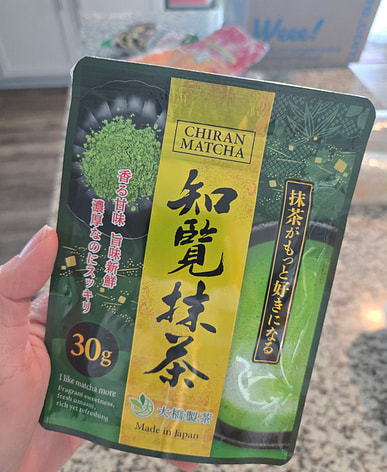 Weee!
CHIRAN
MATCHA
知覧抹茶
抹茶がもっと好きになる
香る甘味 旨味新鮮
濃厚なのにスッキリ
30g
I like matcha more
Fragrant sweetness,
fresh umami,
rich yet refreshing
大橋製茶
Made in Japan